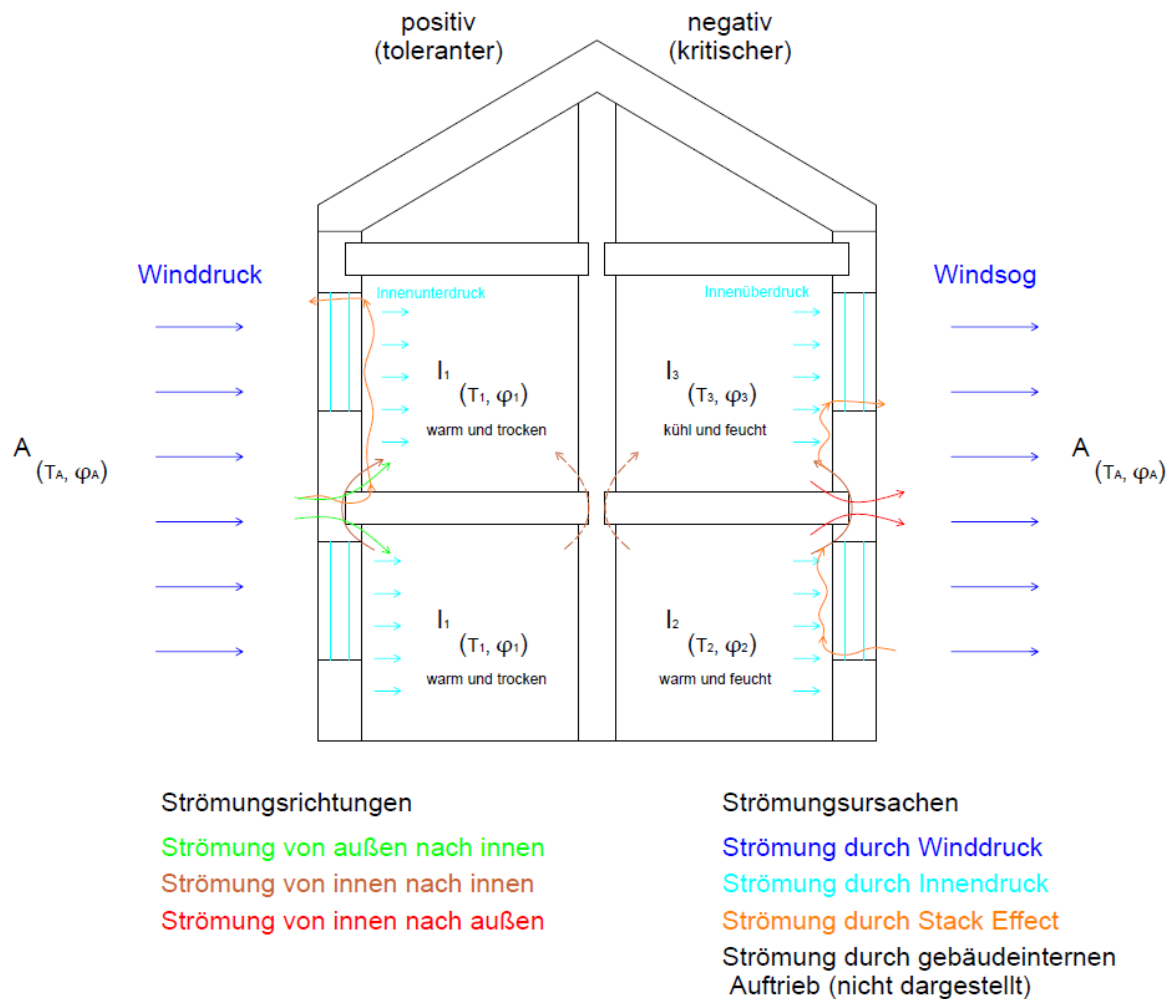 positiv
(toleranter)
negativ
(kritischer)
Winddruck
Windsog
Innenunterdruck
Innenüberdruck
I1
(T1, φ1)
warm und trocken
I3
(T3, φ3)
kühl und feucht
A
(TA, φA)
A
(TA, φA)
I1
(T1, φ1)
warm und trocken
I2
(T2, φ2)
warm und feucht
Strömungsrichtungen
Strömung von außen nach innen
Strömung von innen nach innen
Strömung von innen nach außen
Strömungsursachen
Strömung durch Winddruck
Strömung durch Innendruck
Strömung durch Stack Effect
Strömung durch gebäudeinternen
Auftrieb (nicht dargestellt)